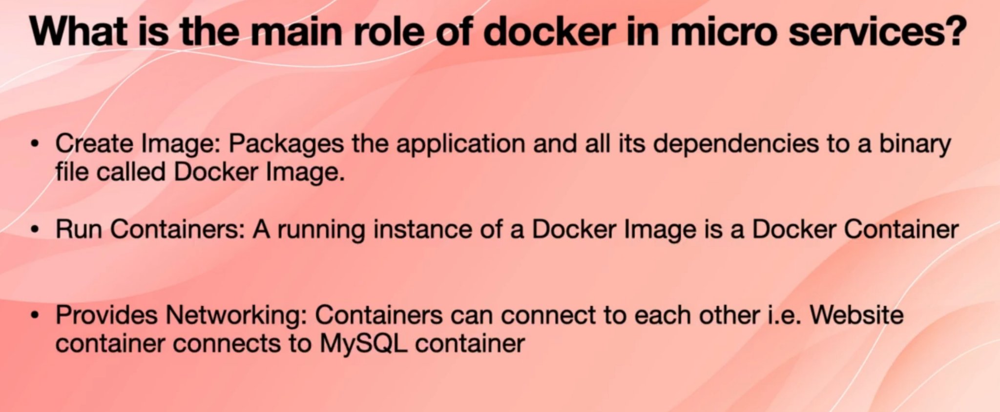 What is the main role of docker in micro services?
• Create Image: Packages the application and all its dependencies to a binary
file called Docker Image.
• Run Containers: A running instance of a Docker Image is a Docker Container
• Provides Networking: Containers can connect to each other i.e. Website
container connects to MySQL container